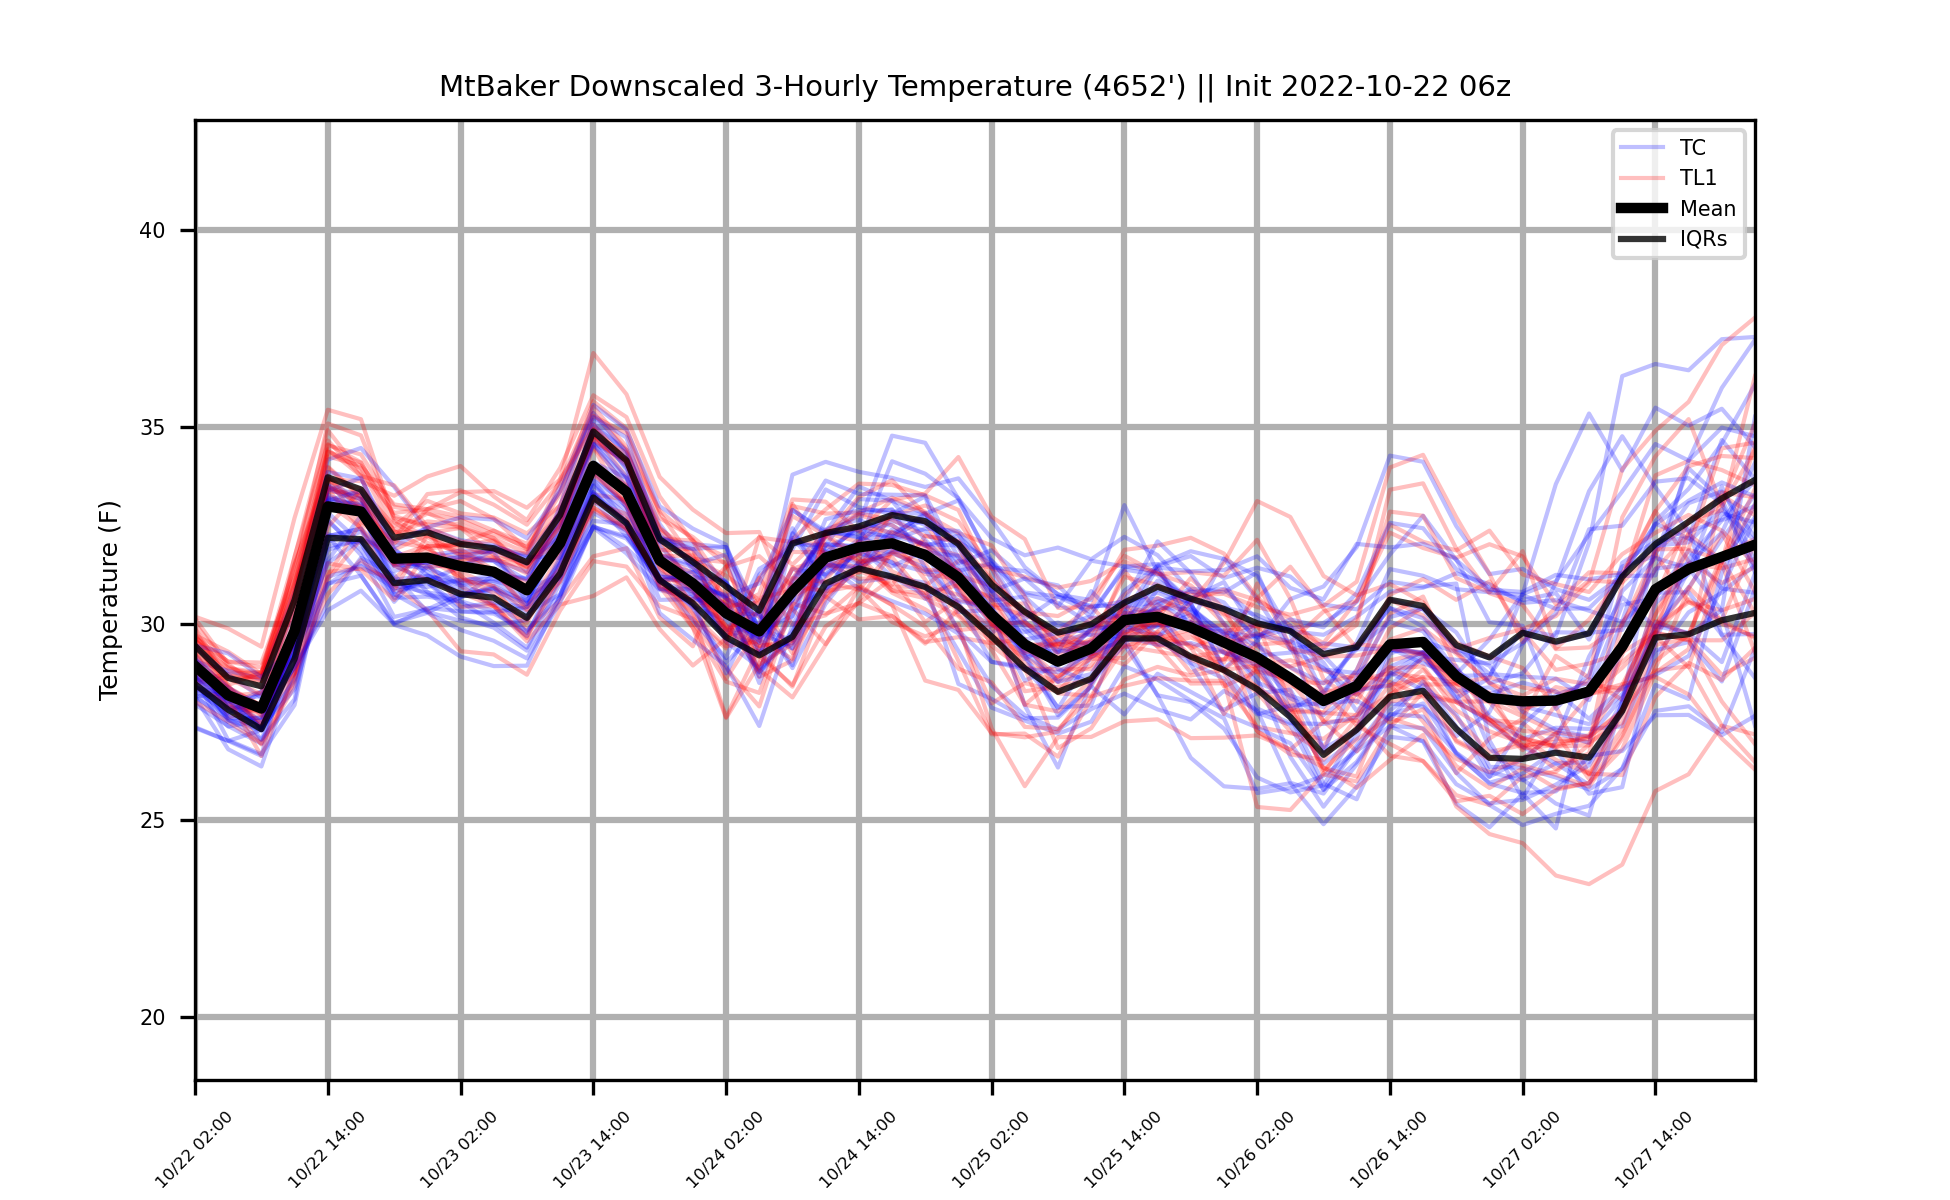 MtBaker Downscaled 3-Hourly Temperature (4652') || Init 2022-10-22 06z
TC
TL1
Mean
IQRs
Temperature (F)
40
35
30
25
20
10/22 02:00
10/22 14:00
10/23 02:00
10/23 14:00
10/24 02:00
10/24 14:00
10/25 02:00
10/25 14:00
10/26 02:00
10/26 14:00
10/27 02:00
10/27 14:00